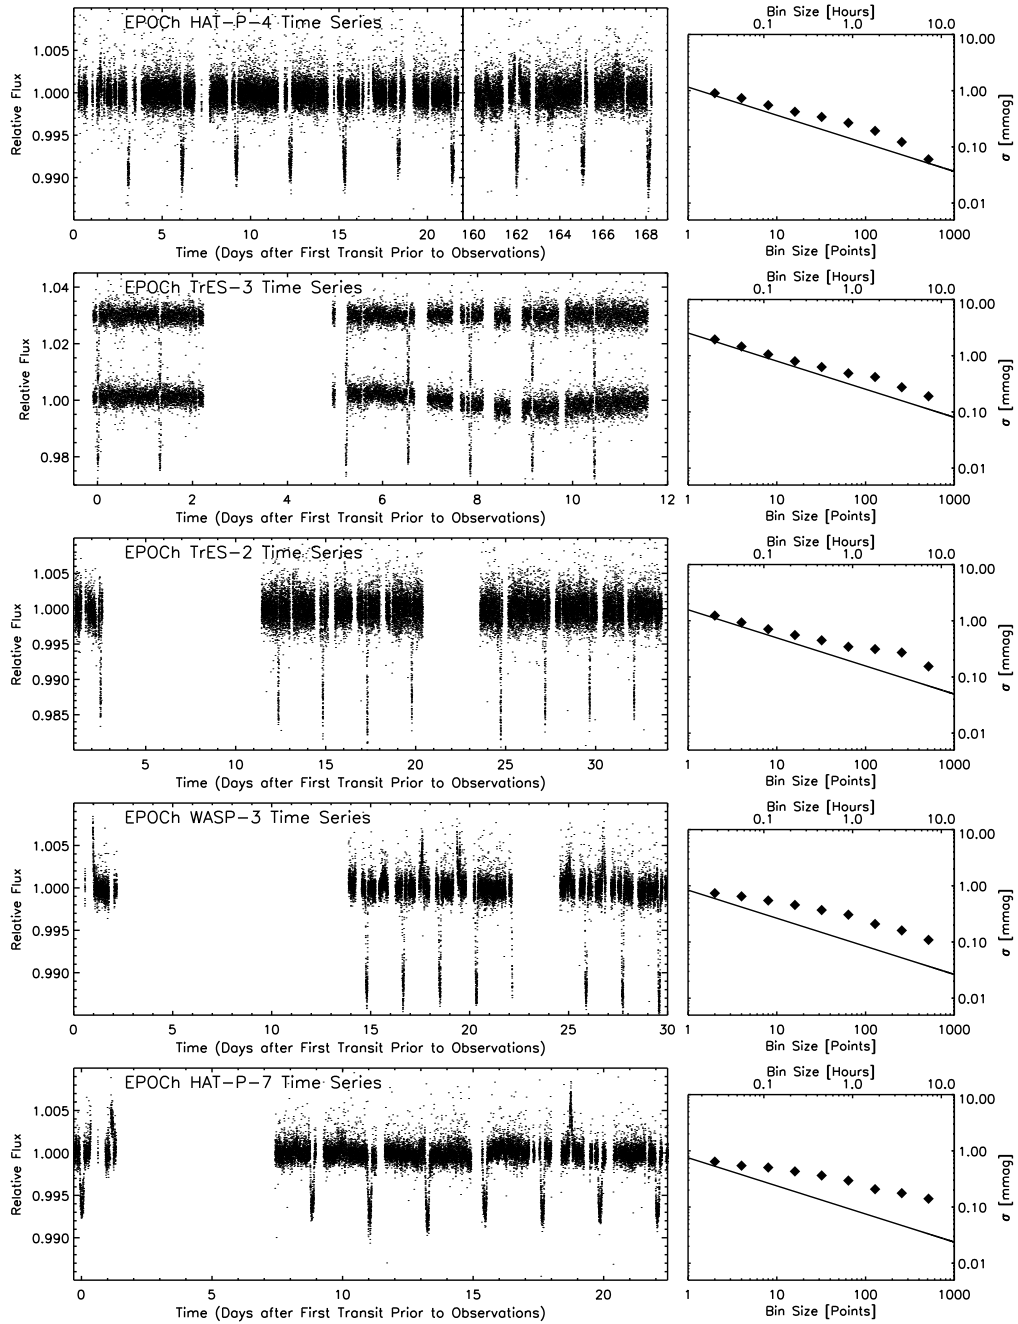 EPOCh HAT-P-4 Time Series
Relative Flux
1.005
1.000
0.995
0.990
0 5 10 15 20 160 162 164 166 168
Time (Days after First Transit Prior to Observations)
Bin Size [Hours]
0.1 1.0 10.0
10.00
1.00
0.10
0.01
σ [mmag]
1 10 100 1000
Bin Size [Points]
EPOCh TrES-3 Time Series
Relative Flux
1.04
1.02
1.00
0.98
0 2 4 6 8 10 12
Time (Days after First Transit Prior to Observations)
Bin Size [Hours]
0.1 1.0 10.0
10.00
1.00
0.10
0.01
σ [mmag]
1 10 100 1000
Bin Size [Points]
EPOCh TrES-2 Time Series
Relative Flux
1.005
1.000
0.995
0.990
0.985
5 10 15 20 25 30
Time (Days after First Transit Prior to Observations)
Bin Size [Hours]
0.1 1.0 10.0
10.00
1.00
0.10
0.01
σ [mmag]
1 10 100 1000
Bin Size [Points]
EPOCh WASP-3 Time Series
Relative Flux
1.005
1.000
0.995
0.990
0 5 10 15 20 25 30
Time (Days after First Transit Prior to Observations)
Bin Size [Hours]
0.1 1.0 10.0
10.00
1.00
0.10
0.01
σ [mmag]
1 10 100 1000
Bin Size [Points]
EPOCh HAT-P-7 Time Series
Relative Flux
1.005
1.000
0.995
0.990
0 5 10 15 20
Time (Days after First Transit Prior to Observations)
Bin Size [Hours]
0.1 1.0 10.0
10.00
1.00
0.10
0.01
σ [mmag]
1 10 100 1000
Bin Size [Points]